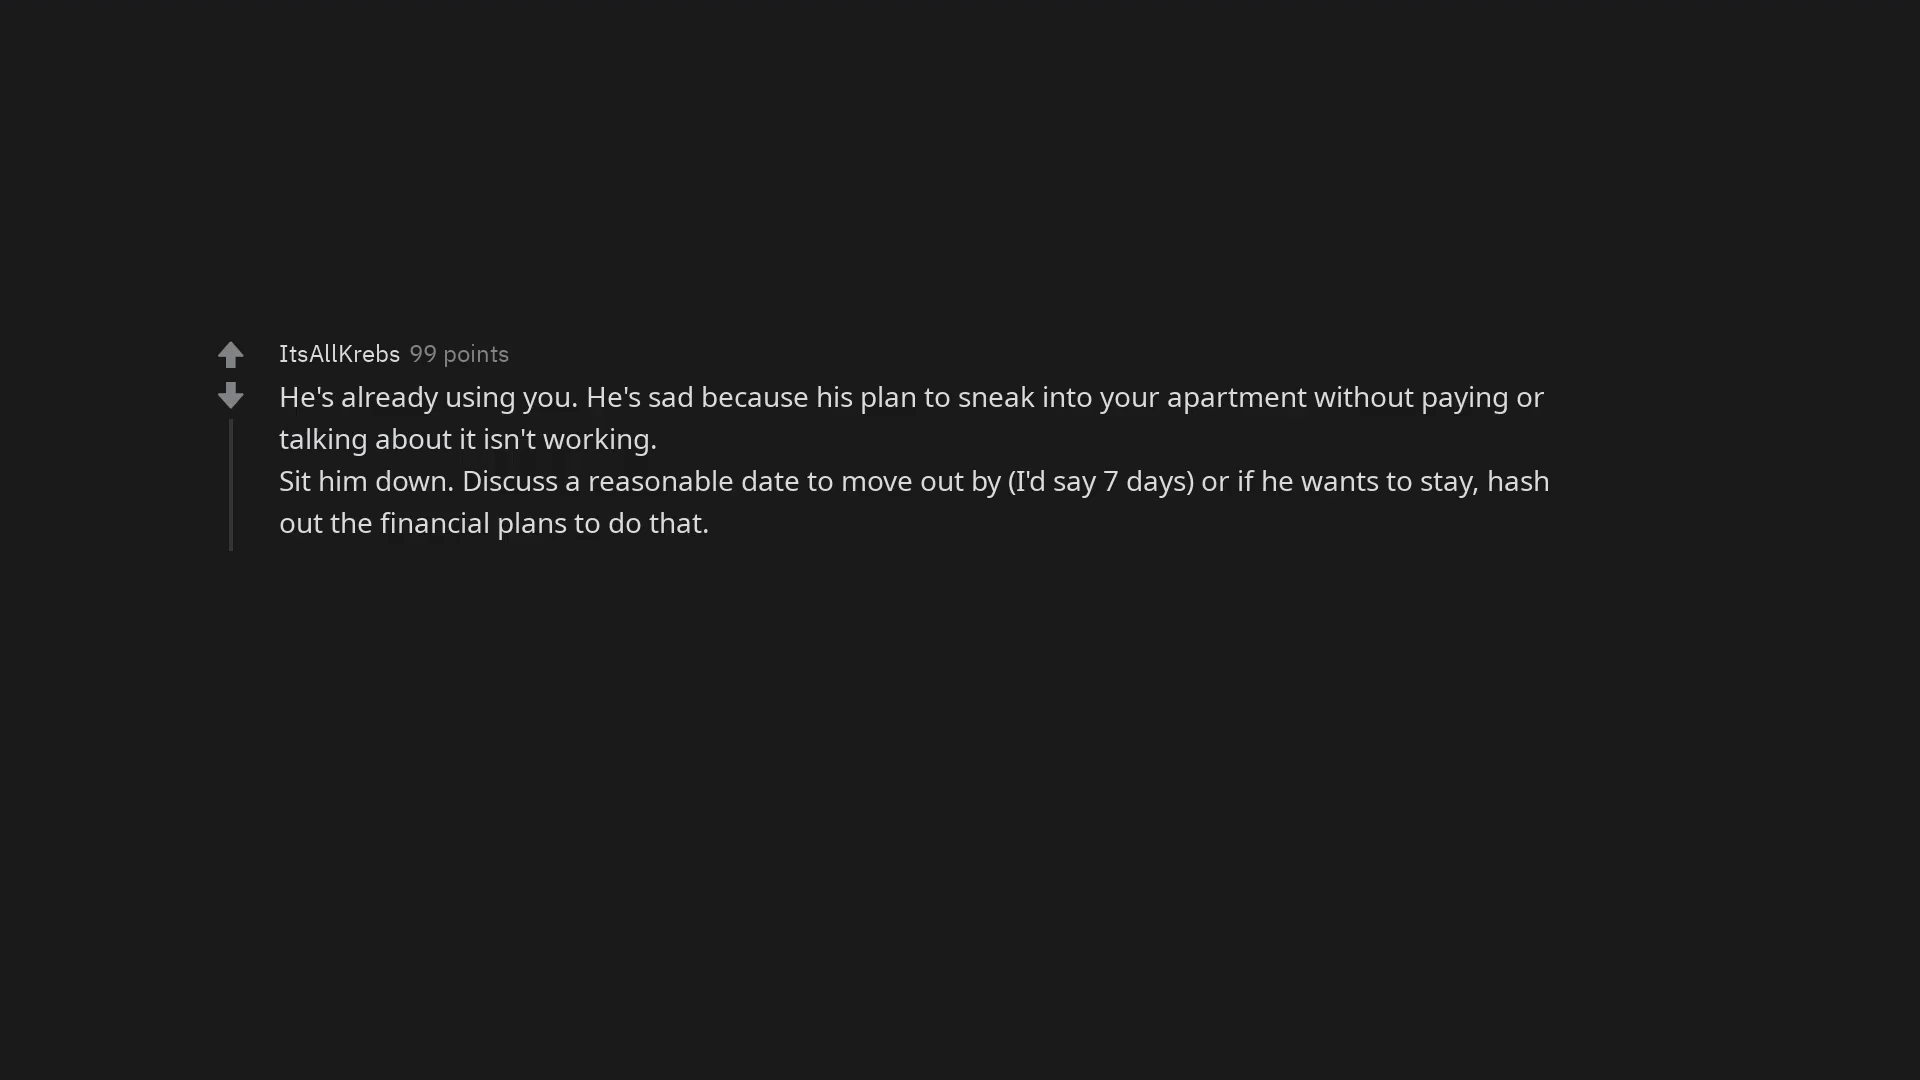 ItsAllKrebs 99 points
He's already using you. He's sad because his plan to sneak into your apartment without paying or
talking about it isn't working.
Sit him down. Discuss a reasonable date to move out by (I'd say 7 days) or if he wants to stay, hash
out the financial plans to do that.